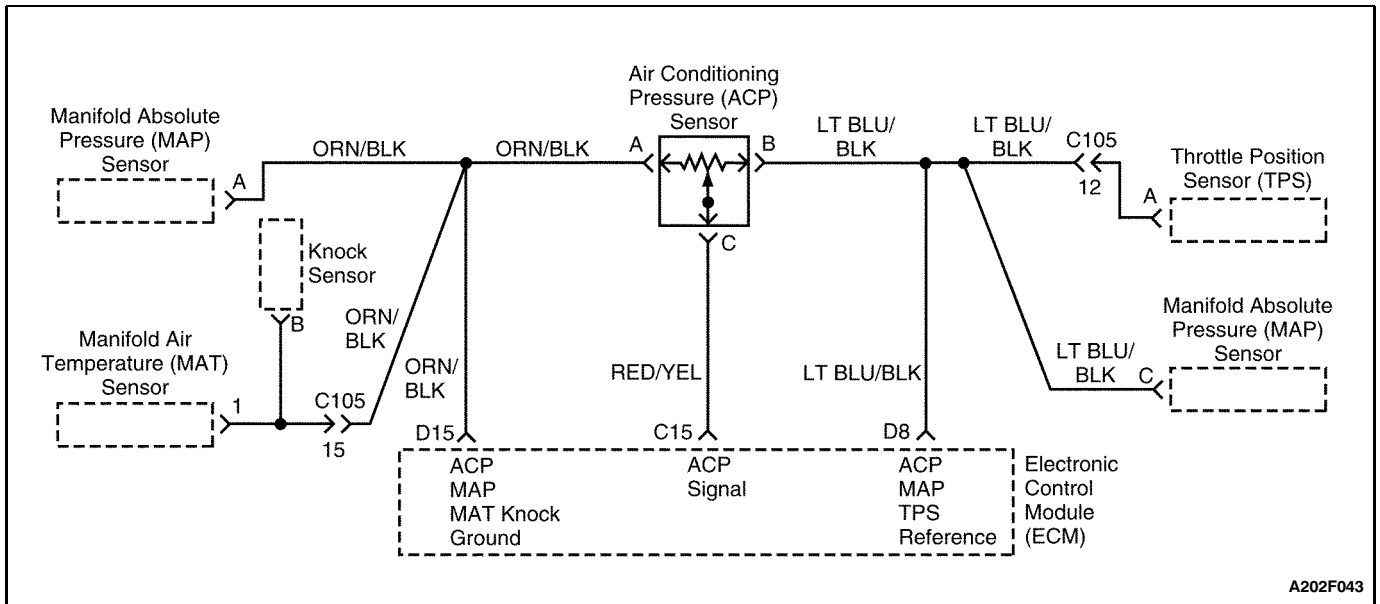 Air Conditioning
Pressure (ACP)
Sensor
Manifold Absolute
Pressure (MAP)
Sensor
ORN/BLK
ORN/BLK
A
B
LT BLU/
BLK
LT BLU/
BLK
C105
12
Throttle Position
Sensor (TPS)
A
A
Knock
Sensor
B
C
Manifold Air
Temperature (MAT)
Sensor
1
C105
15
ORN/
BLK
ORN/
BLK
RED/YEL
LT BLU/BLK
LT BLU/
BLK
C
Manifold Absolute
Pressure (MAP)
Sensor
D15
C15
D8
ACP
MAP
MAT Knock
Ground
ACP
Signal
ACP
MAP
TPS
Reference
Electronic
Control
Module
(ECM)
A202F043